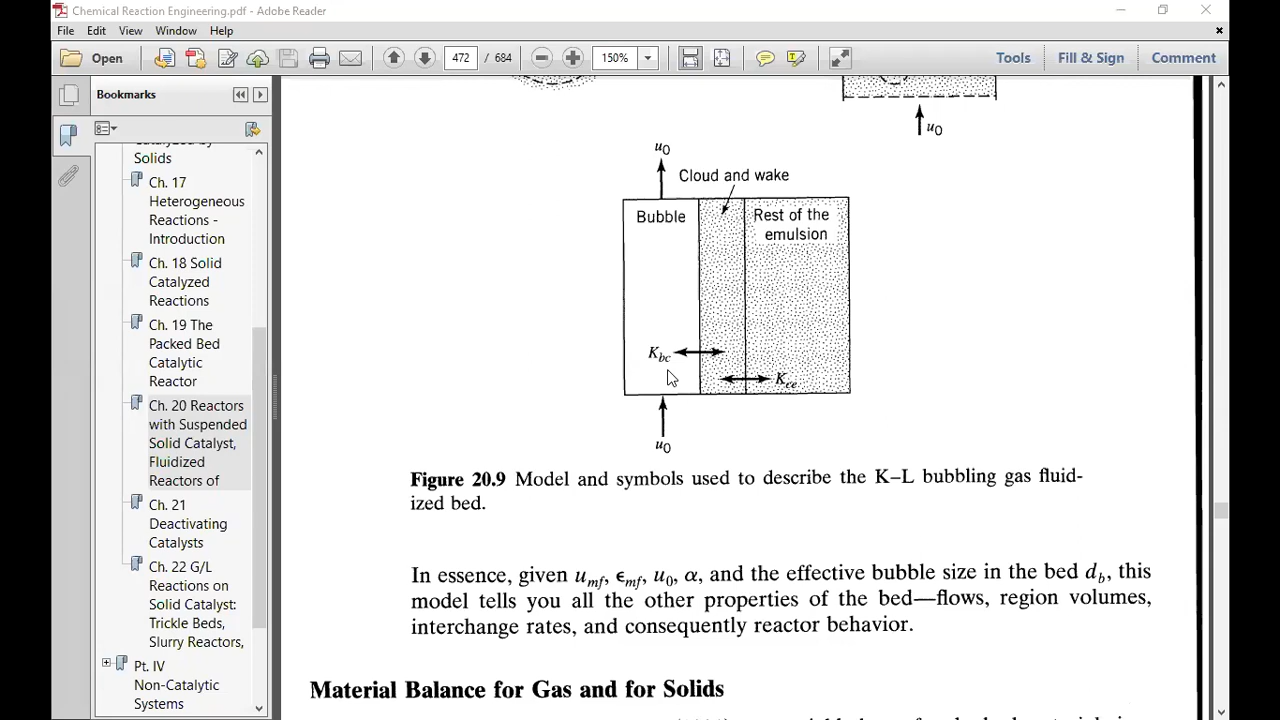 Chemical Reaction Engineering.pdf - Adobe Reader
File Edit View Window Help
Open 472 / 684 150% Tools Fill & Sign Comment
Bookmarks
Catalyzed by
Solids
Ch. 17
Heterogeneous
Reactions -
Introduction
Ch. 18 Solid
Catalyzed
Reactions
Ch. 19 The
Packed Bed
Catalytic
Reactor
Ch. 20 Reactors
with Suspended
Solid Catalyst,
Fluidized
Reactors of
Ch. 21
Deactivating
Catalysts
Ch. 22 G/L
Reactions on
Solid Catalyst:
Trickle Beds,
Slurry Reactors,
Pt. IV
Non-Catalytic
Systems
u0
u0
Cloud and wake
Bubble
Rest of the
emulsion
Kbc
Kce
u0
Figure 20.9 Model and symbols used to describe the K–L bubbling gas fluid-
ized bed.
In essence, given umf, ϵmf, u0, α, and the effective bubble size in the bed db, this
model tells you all the other properties of the bed—flows, region volumes,
interchange rates, and consequently reactor behavior.
Material Balance for Gas and for Solids